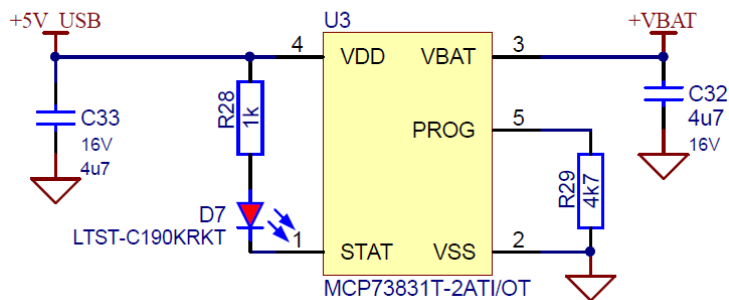 +5V_USB
U3
+VBAT
4
VDD
VBAT
3
C33
16V
4u7
R28
1k
PROG
5
C32
4u7
16V
R29
4k7
D7
LTST-C190KRKT
1
STAT
VSS
2
MCP73831T-2ATI/OT